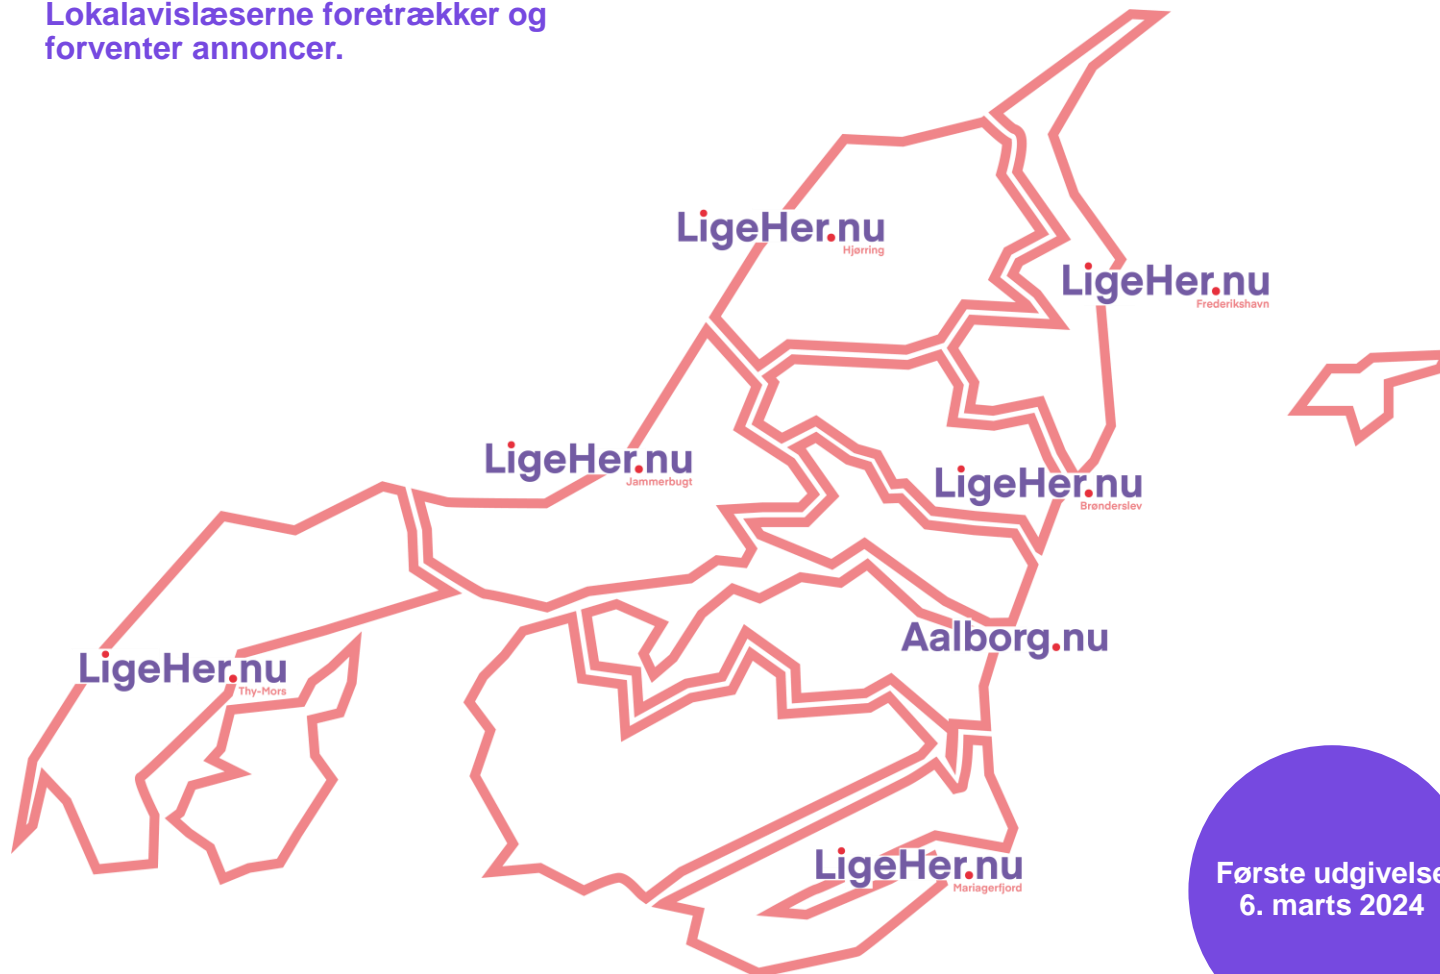 Lokalavislæserne foretrækker og
forventer annoncer.
LigeHer.nu
Hjørring
LigeHer.nu
Frederikshavn
LigeHer.nu
Jammerbugt
LigeHer.nu
Brønderslev
Aalborg.nu
LigeHer.nu
Thy-Mors
LigeHer.nu
Mariagerfjord
Første udgivelse
6. marts 2024